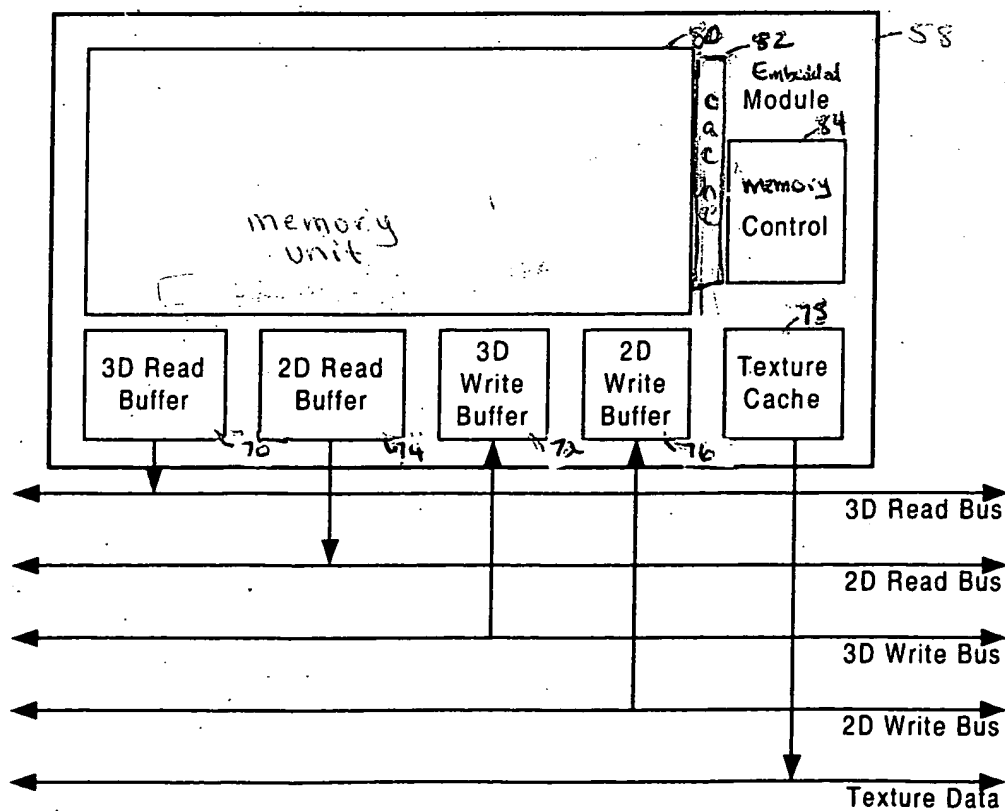 80
82
58
Embedded
Module
cache
84
memory
Control
memory
unit
78
3D Read
Buffer
2D Read
Buffer
3D
Write
Buffer
2D
Write
Buffer
Texture
Cache
70
74
72
76
3D Read Bus
2D Read Bus
3D Write Bus
2D Write Bus
Texture Data